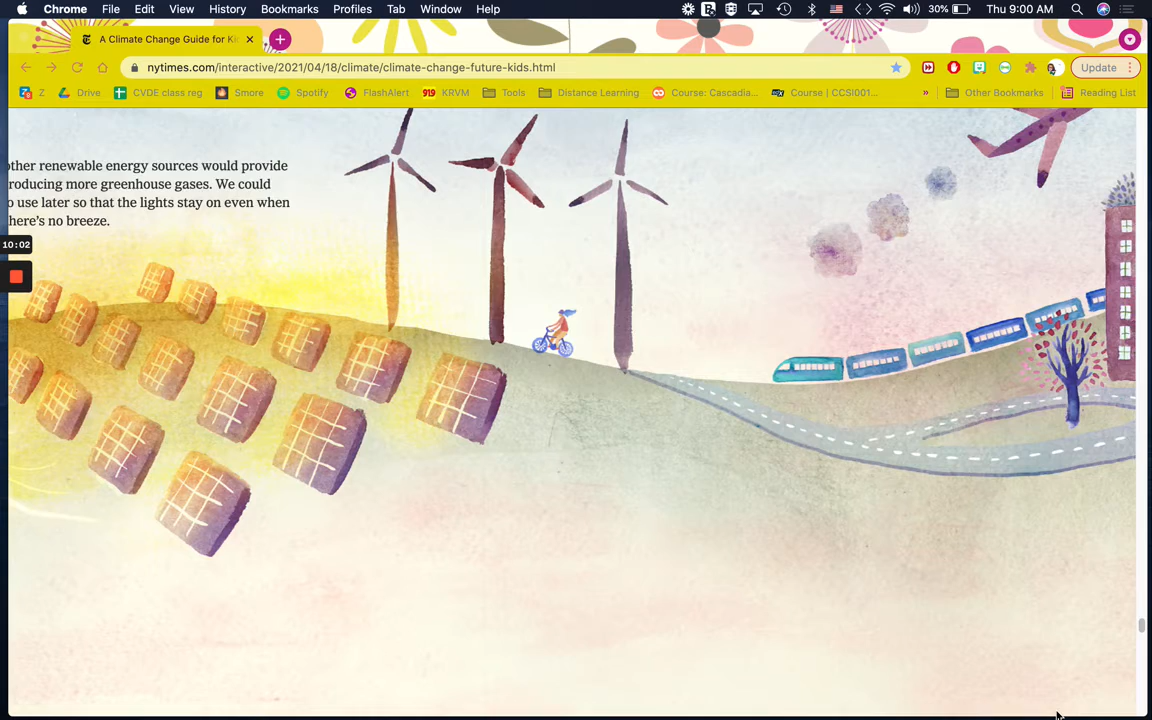 Chrome File Edit View History Bookmarks Profiles Tab Window Help 30% Thu 9:00 AM
A Climate Change Guide for Ki
nytimes.com/interactive/2021/04/18/climate/climate-change-future-kids.html Update
Z Drive CVDE class reg Smore Spotify FlashAlert 919 KRVM Tools Distance Learning Course: Cascadia... Course | CCSI001... » Other Bookmarks Reading List
other renewable energy sources would provide
roducing more greenhouse gases. We could
o use later so that the lights stay on even when
here's no breeze.
10:02